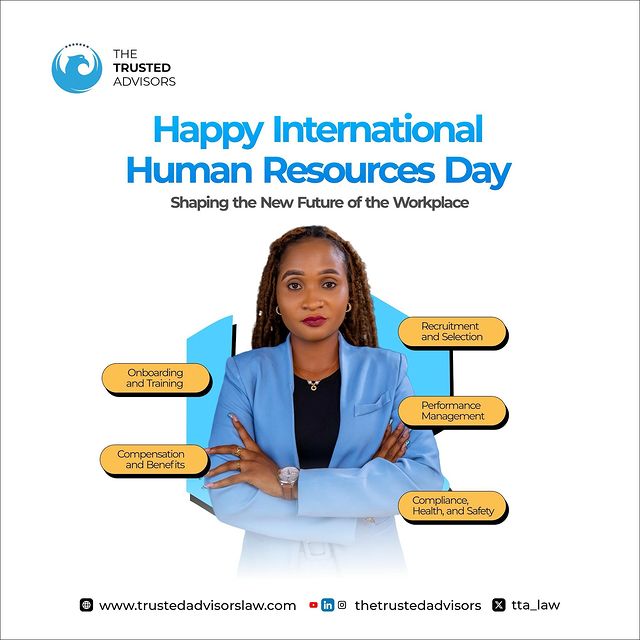 THE
TRUSTED
ADVISORS
Happy International
Human Resources Day
Shaping the New Future of the Workplace
Recruitment
and Selection
Onboarding
and Training
Performance
Management
Compensation
and Benefits
Compliance,
Health, and Safety
www.trustedadvisorslaw.com thetrustedadvisors tta_law